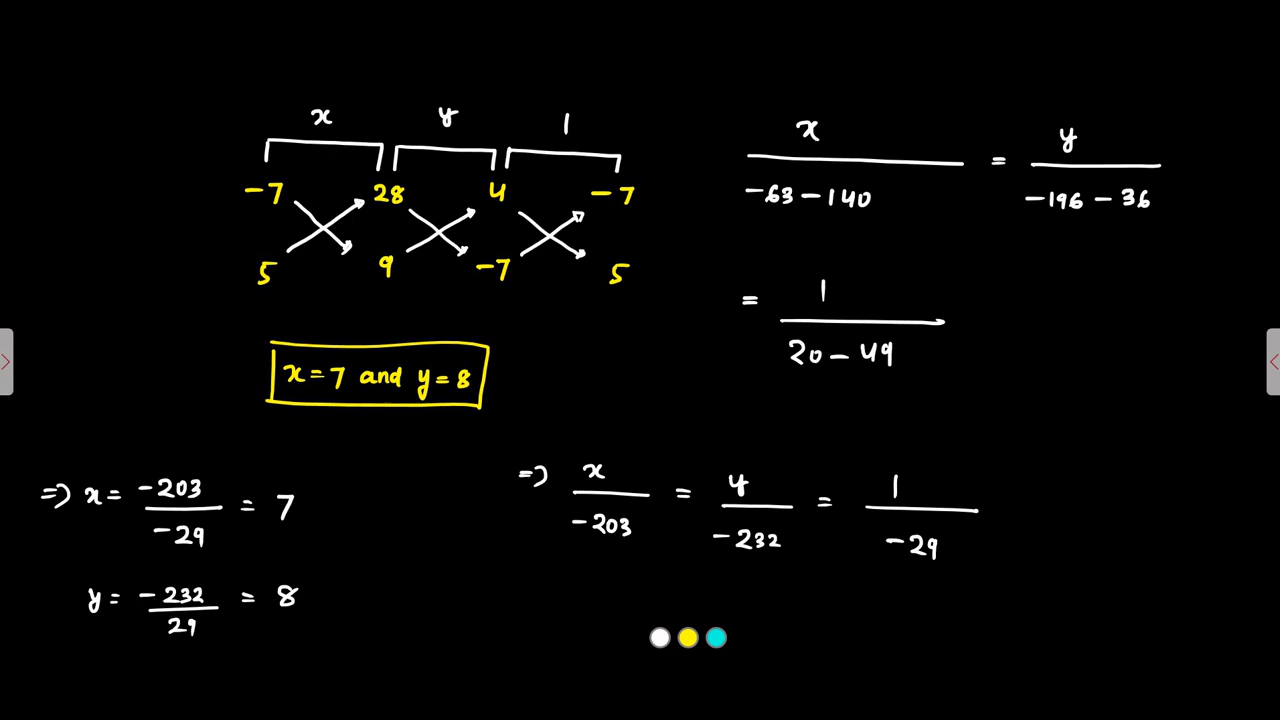 x y 1
-7 28 4 -7
5 9 -7 5
x = 7 and y = 8
x / -63 - 140 = y / -196 - 36
= 1 / 20 - 49
=> x / -203 = y / -232 = 1 / -29
=> x = -203 / -29 = 7
y = -232 / 29 = 8